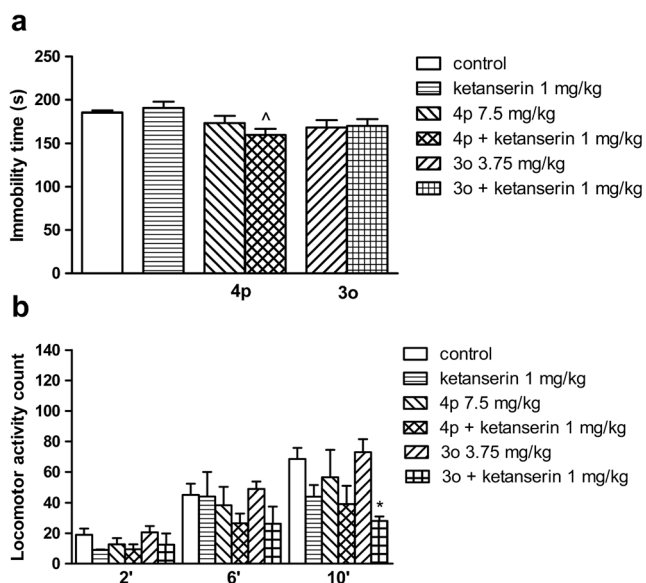 a
Immobility time (s)
250
200
150
100
50
0
^
4p
3o
control
ketanserin 1 mg/kg
4p 7.5 mg/kg
4p + ketanserin 1 mg/kg
3o 3.75 mg/kg
3o + ketanserin 1 mg/kg
b
Locomotor activity count
140
120
100
80
60
40
20
0
*
2'
6'
10'
control
ketanserin 1 mg/kg
4p 7.5 mg/kg
4p + ketanserin 1 mg/kg
3o 3.75 mg/kg
3o + ketanserin 1 mg/kg